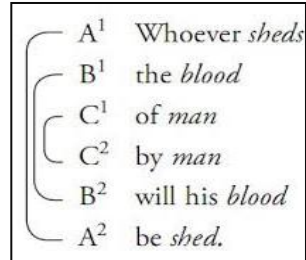 A¹ Whoever sheds
B¹ the blood
C¹ of man
C² by man
B² will his blood
A² be shed.